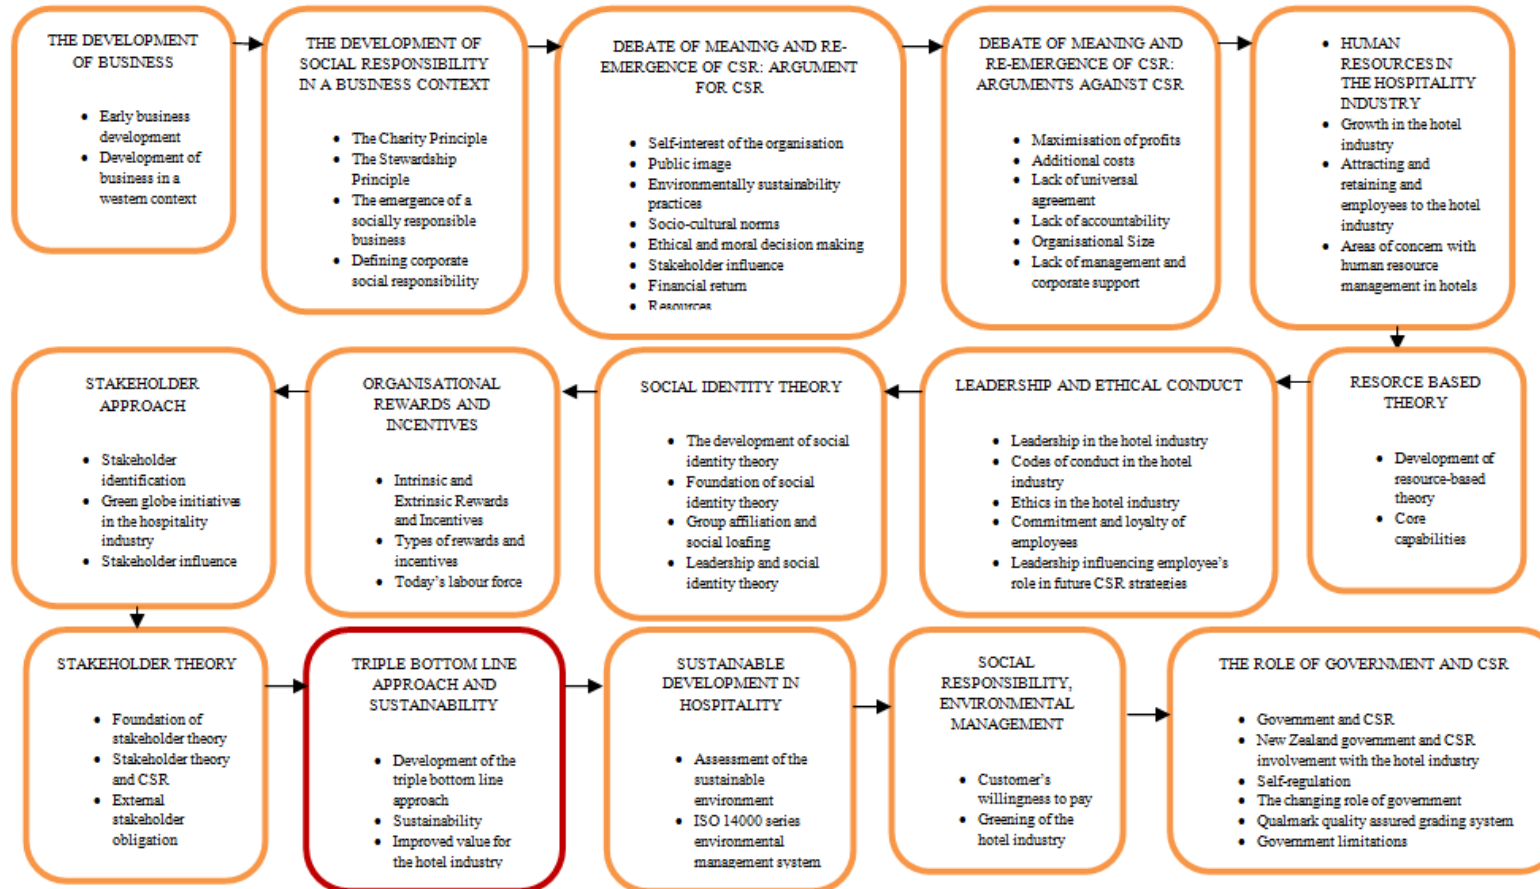 THE DEVELOPMENT
OF BUSINESS
• Early business
development
• Development of
business in a
western context
THE DEVELOPMENT OF
SOCIAL RESPONSIBILITY
IN A BUSINESS CONTEXT
• The Charity Principle
• The Stewardship
Principle
• The emergence of a
socially responsible
business
• Defining corporate
social responsibility
DEBATE OF MEANING AND RE-
EMERGENCE OF CSR: ARGUMENT
FOR CSR
• Self-interest of the organisation
• Public image
• Environmentally sustainability
practices
• Socio-cultural norms
• Ethical and moral decision making
• Stakeholder influence
• Financial return
• Resources
DEBATE OF MEANING AND
RE-EMERGENCE OF CSR:
ARGUMENTS AGAINST CSR
• Maximisation of profits
• Additional costs
• Lack of universal
agreement
• Lack of accountability
• Organisational Size
• Lack of management and
corporate support
• HUMAN
RESOURCES IN
THE HOSPITALITY
INDUSTRY
• Growth in the hotel
industry
• Attracting and
retaining and
employees to the hotel
industry
• Areas of concern with
human resource
management in hotels
STAKEHOLDER
APPROACH
• Stakeholder
identification
• Green globe initiatives
in the hospitality
industry
• Stakeholder influence
ORGANISATIONAL
REWARDS AND
INCENTIVES
• Intrinsic and
Extrinsic Rewards
and Incentives
• Types of rewards and
incentives
• Today's labour force
SOCIAL IDENTITY THEORY
• The development of social
identity theory
• Foundation of social
identity theory
• Group affiliation and
social loafing
• Leadership and social
identity theory
LEADERSHIP AND ETHICAL CONDUCT
• Leadership in the hotel industry
• Codes of conduct in the hotel
industry
• Ethics in the hotel industry
• Commitment and loyalty of
employees
• Leadership influencing employee's
role in future CSR strategies
RESORCE BASED
THEORY
• Development of
resource-based
theory
• Core
capabilities
STAKEHOLDER THEORY
• Foundation of
stakeholder theory
• Stakeholder theory
and CSR
• External
stakeholder
obligation
TRIPLE BOTTOM LINE
APPROACH AND
SUSTAINABILITY
• Development of the
triple bottom line
approach
• Sustainability
• Improved value for
the hotel industry
SUSTAINABLE
DEVELOPMENT IN
HOSPITALITY
• Assessment of the
sustainable
environment
• ISO 14000 series
environmental
management system
SOCIAL
RESPONSIBILITY,
ENVIRONMENTAL
MANAGEMENT
• Customer's
willingness to pay
• Greening of the
hotel industry
THE ROLE OF GOVERNMENT AND CSR
• Government and CSR
• New Zealand government and CSR
involvement with the hotel industry
• Self-regulation
• The changing role of government
• Qualmark quality assured grading system
• Government limitations